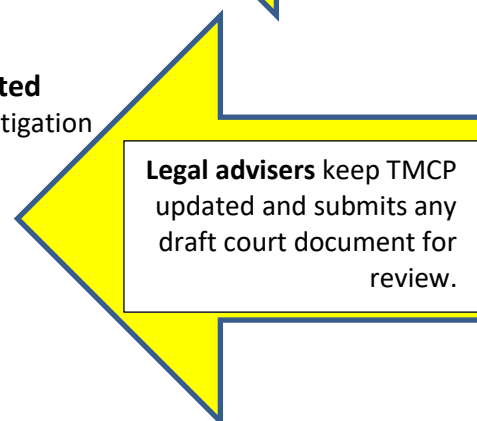 ted
tigation
Legal advisers keep TMCP
updated and submits any
draft court document for
review.